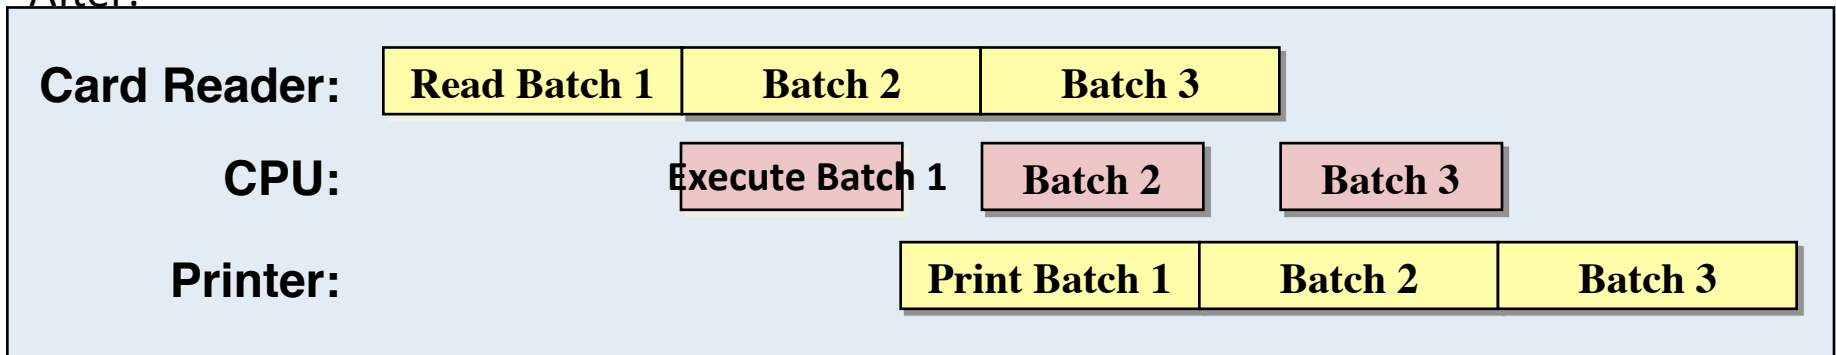 After:
Card Reader: Read Batch 1 Batch 2 Batch 3
CPU: Execute Batch 1 Batch 2 Batch 3
Printer: Print Batch 1 Batch 2 Batch 3